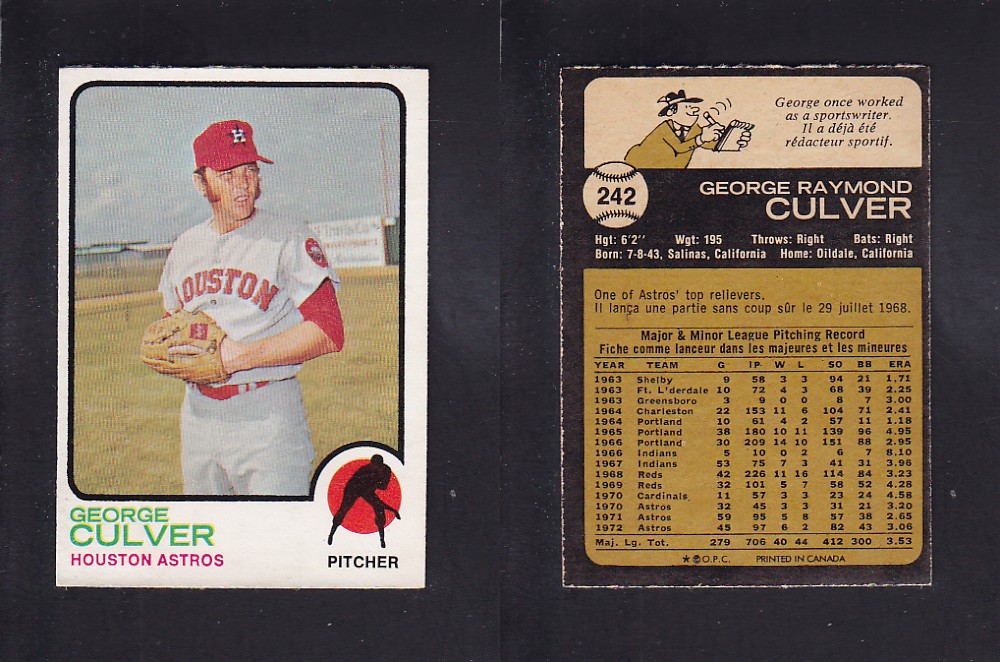 H
HOUSTON
GEORGE
CULVER
HOUSTON ASTROS
PITCHER
George once worked
as a sportswriter.
Il a déjà été
rédacteur sportif.
242
GEORGE RAYMOND
CULVER
Hgt: 6'2" Wgt: 195 Throws: Right Bats: Right
Born: 7-8-43, Salinas, California Home: Oildale, California
One of Astros' top relievers.
Il lança une partie sans coup sûr le 29 juillet 1968.
Major & Minor League Pitching Record
Fiche comme lanceur dans les majeures et les mineures
YEAR TEAM G IP W L SO BB ERA
1963 Shelby 9 58 3 3 94 21 1.71
1963 Ft. L'derdale 10 72 4 3 68 39 2.25
1963 Greensboro 3 9 0 0 8 7 3.00
1964 Charleston 22 153 11 6 104 71 2.41
1964 Portland 10 61 4 2 57 11 1.18
1965 Portland 38 180 10 11 139 96 4.95
1966 Portland 30 209 14 10 151 88 2.95
1966 Indians 5 10 0 2 6 7 8.10
1967 Indians 53 75 7 3 41 31 3.96
1968 Reds 42 226 11 16 114 84 3.23
1969 Reds 32 101 5 7 58 52 4.28
1970 Cardinals 11 57 3 3 23 24 4.58
1970 Astros 32 45 3 3 31 21 3.20
1971 Astros 59 95 5 8 57 38 2.65
1972 Astros 45 97 6 2 82 43 3.06
Maj. Lg. Tot. 279 706 40 44 412 300 3.53
★ © O.P.C. PRINTED IN CANADA